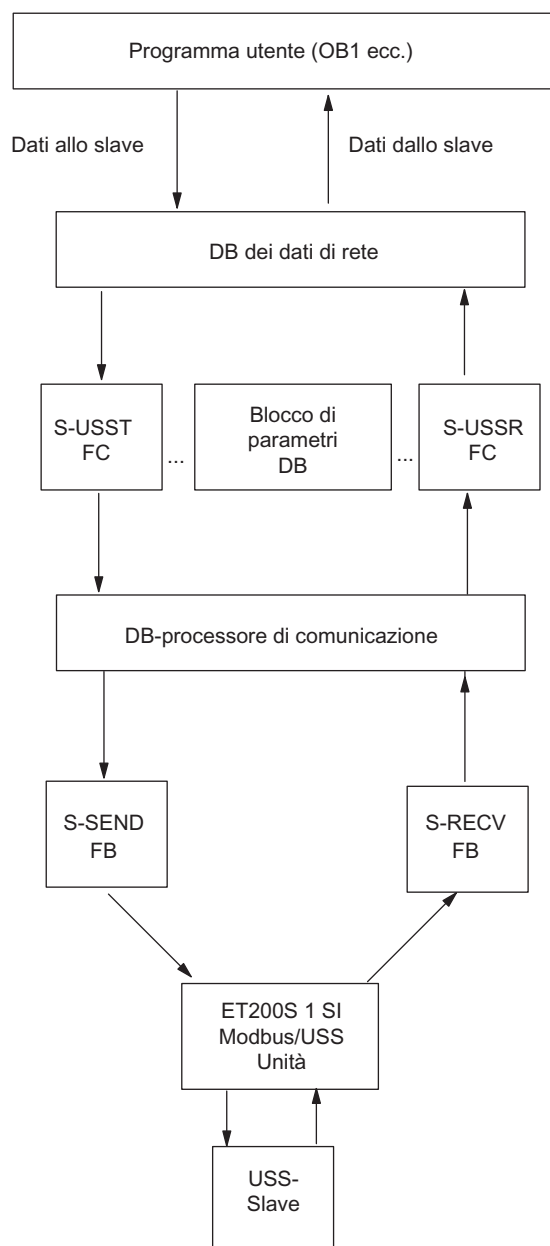 Programma utente (OB1 ecc.)
Dati allo slave
Dati dallo slave
DB dei dati di rete
S-USST
FC
...
Blocco di
parametri
DB
...
S-USSR
FC
DB-processore di comunicazione
S-SEND
FB
S-RECV
FB
ET200S 1 SI
Modbus/USS
Unità
USS-
Slave